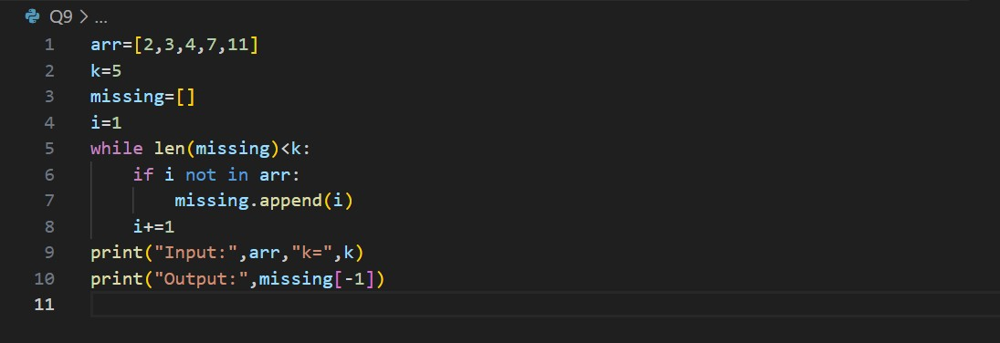 Q9 > ...
1 arr=[2,3,4,7,11]
2 k=5
3 missing=[]
4 i=1
5 while len(missing)<k:
6     if i not in arr:
7         missing.append(i)
8     i+=1
9 print("Input:",arr,"k=",k)
10 print("Output:",missing[-1])
11